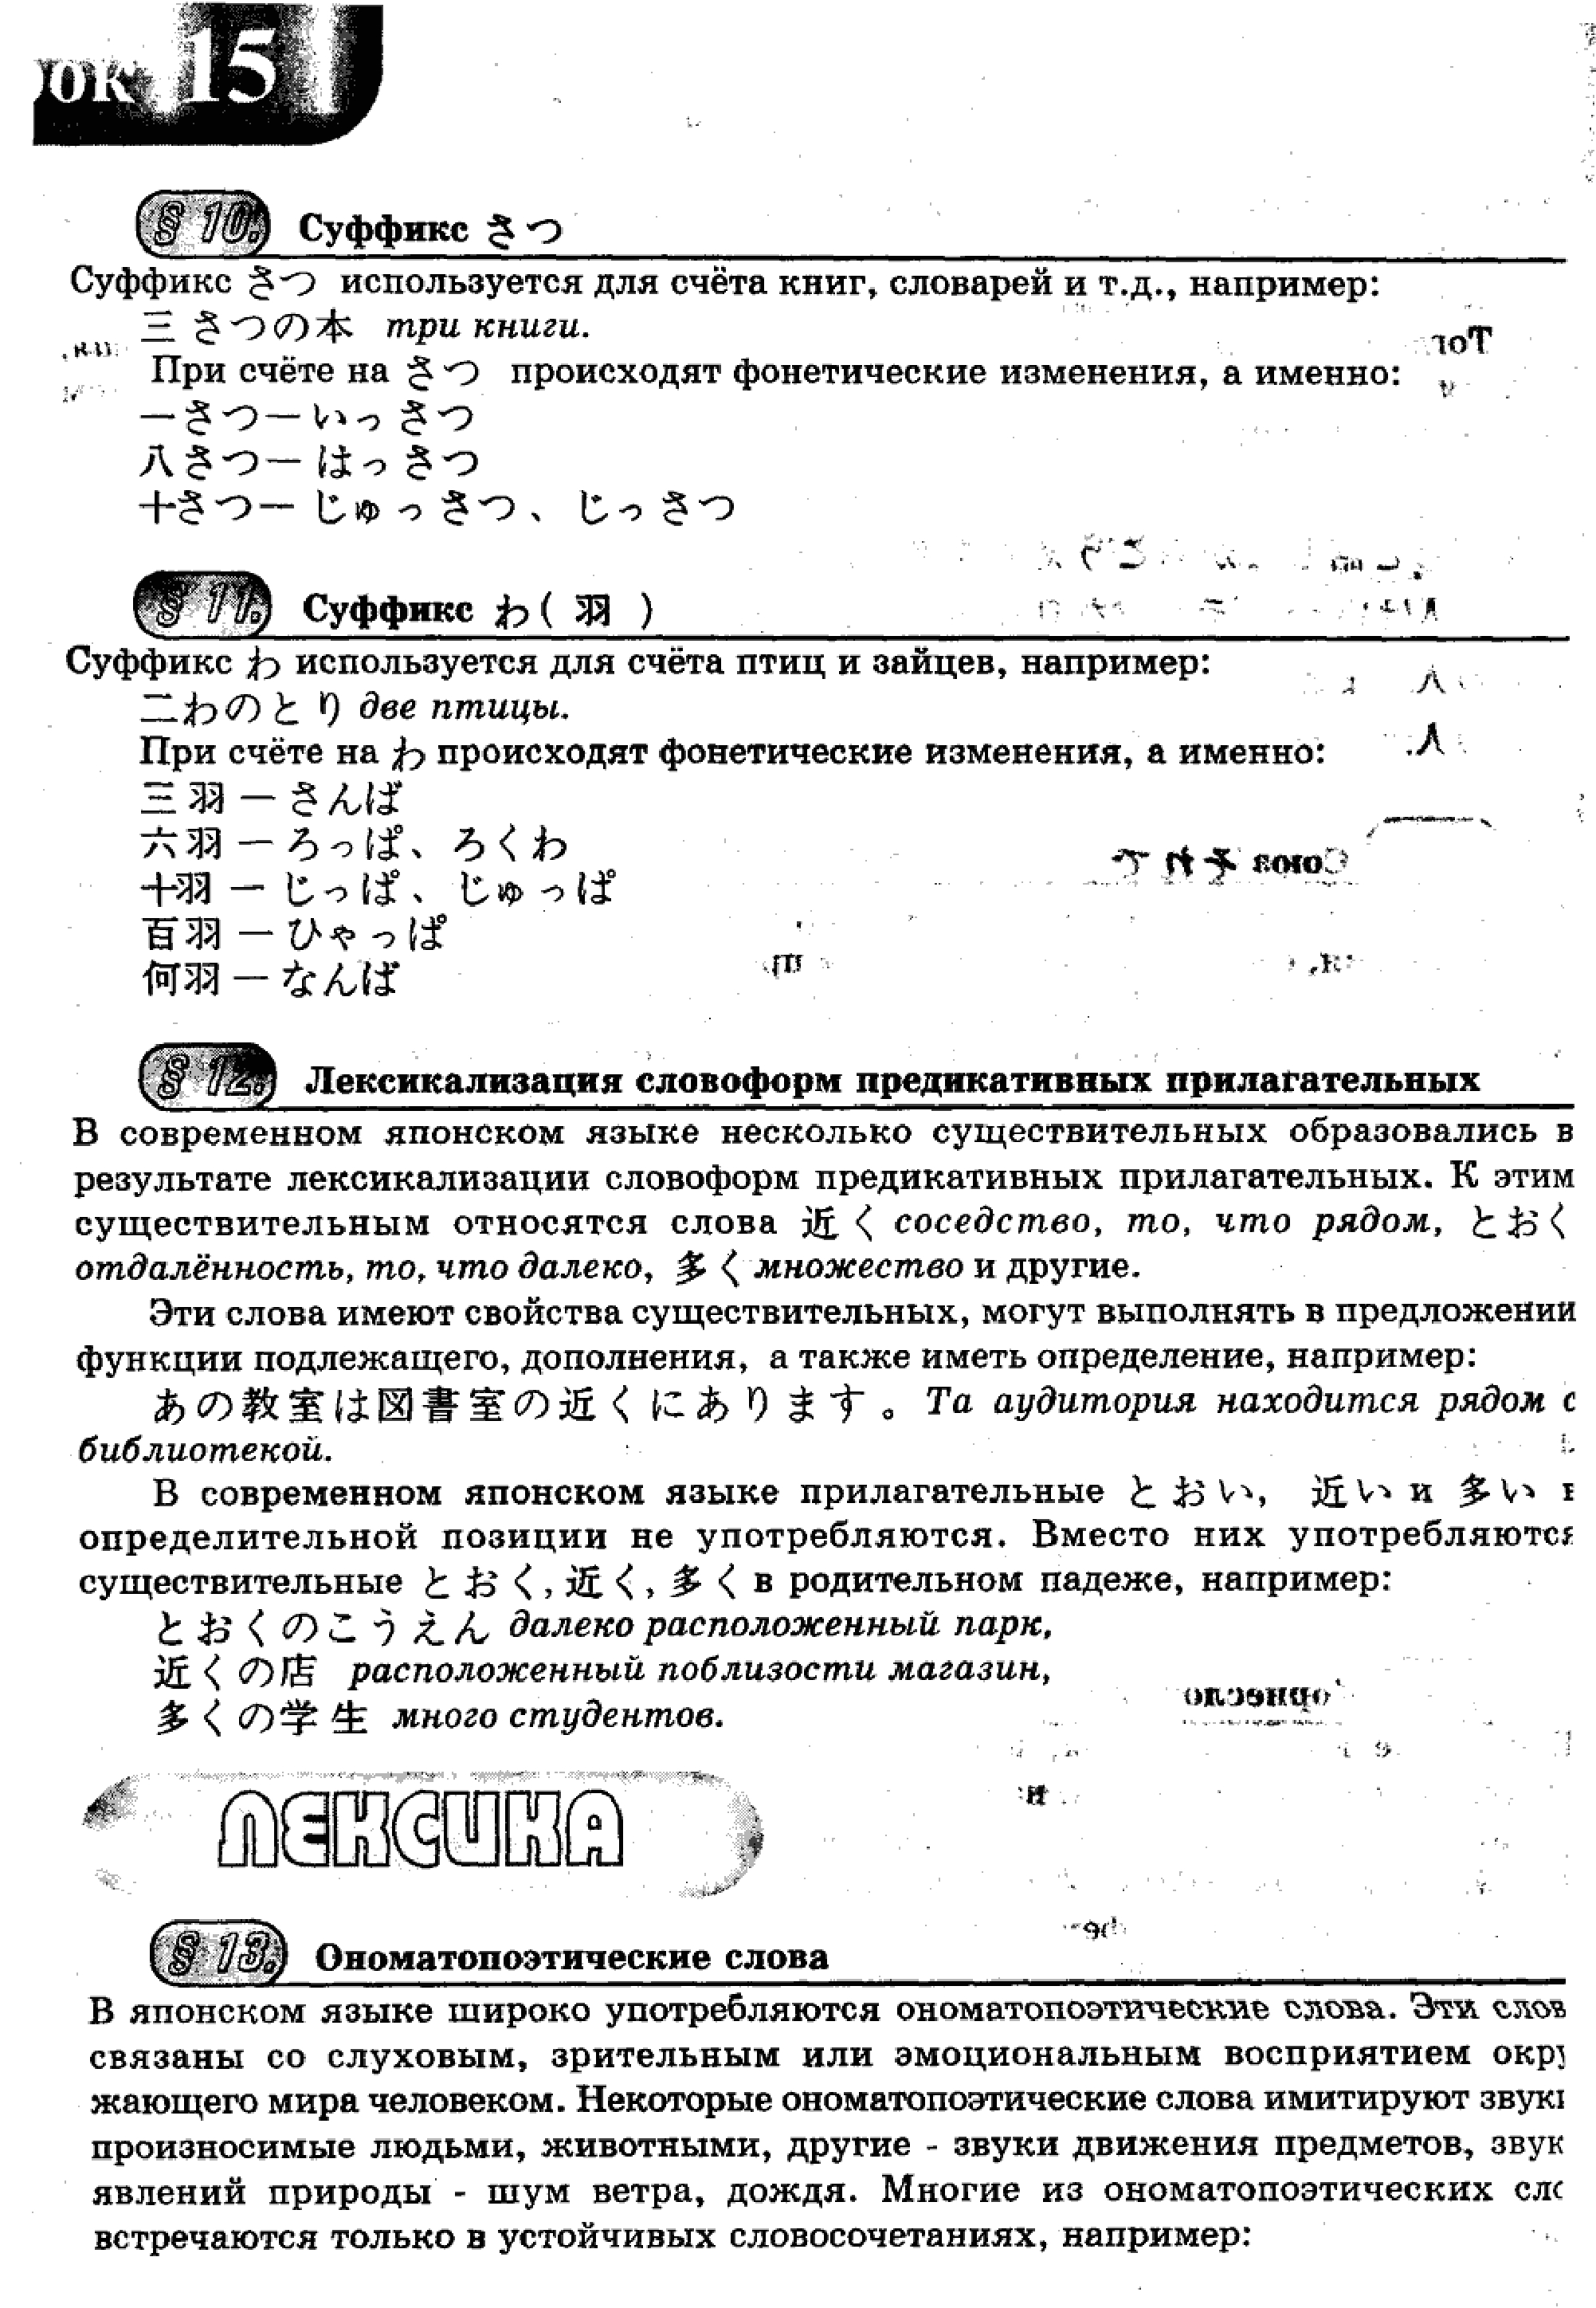 ОК 15
§ 10. Суффикс さつ
Суффикс さつ используется для счёта книг, словарей и т.д., например:
三さつの本 три книги.
При счёте на さつ происходят фонетические изменения, а именно:
一さつ一いっさつ
八さつ一はっさつ
十さつ一じゅっさつ、じっさつ
§ 11. Суффикс わ(羽)
Суффикс わ используется для счёта птиц и зайцев, например:
二わのとり две птицы.
При счёте на わ происходят фонетические изменения, а именно:
三羽一さんば
六羽一ろっぱ、ろくわ
十羽一じっぱ、じゅっぱ
百羽一ひゃっぱ
何羽一なんば
§ 12. Лексикализация словоформ предикативных прилагательных
В современном японском языке несколько существительных образовались в
результате лексикализации словоформ предикативных прилагательных. К этим
существительным относятся слова 近く соседство, то, что рядом, とおく
отдалённость, то, что далеко, 多く множество и другие.
Эти слова имеют свойства существительных, могут выполнять в предложении
функции подлежащего, дополнения, а также иметь определение, например:
あの教室は図書室の近くにあります。Та аудитория находится рядом с
библиотекой.
В современном японском языке прилагательные とおい, 近い и 多い в
определительной позиции не употребляются. Вместо них употребляются
существительные とおく, 近く, 多く в родительном падеже, например:
とおくのこうえん далеко расположенный парк,
近くの店 расположенный поблизости магазин,
多くの学生 много студентов.
ЛЕКСИКА
§ 13. Ономатопоэтические слова
В японском языке широко употребляются ономатопоэтические слова. Эти слов
связаны со слуховым, зрительным или эмоциональным восприятием окру
жающего мира человеком. Некоторые ономатопоэтические слова имитируют звуки
произносимые людьми, животными, другие - звуки движения предметов, звук
явлений природы - шум ветра, дождя. Многие из ономатопоэтических сло
встречаются только в устойчивых словосочетаниях, например: